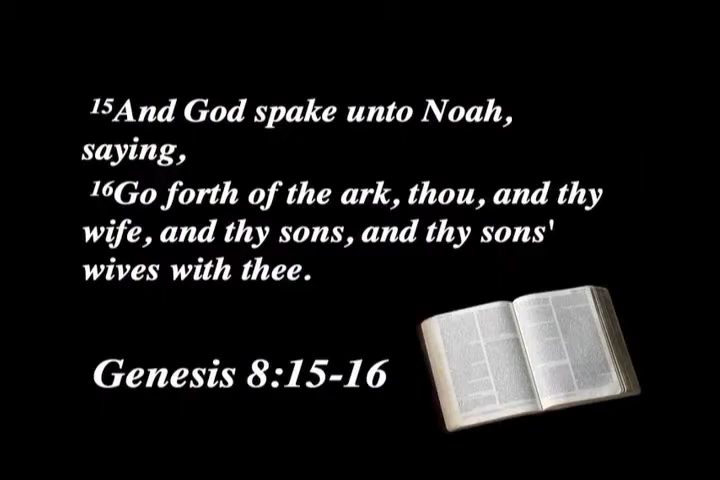 ¹⁵And God spake unto Noah,
saying,
¹⁶Go forth of the ark, thou, and thy
wife, and thy sons, and thy sons'
wives with thee.
Genesis 8:15-16